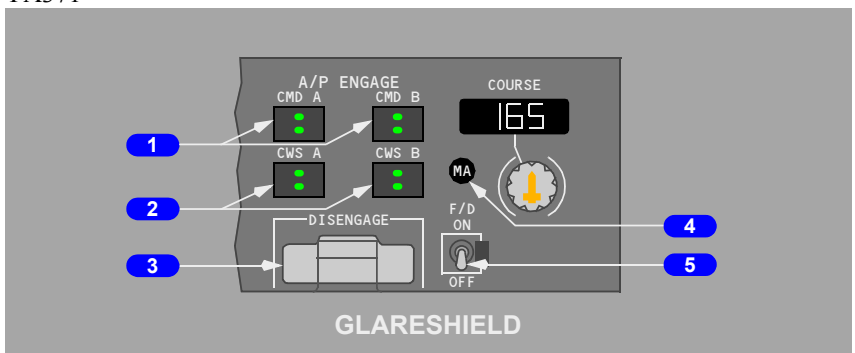 A/P ENGAGE
CMD A
CMD B
COURSE
165
1
CWS A
CWS B
MA
2
F/D
ON
DISENGAGE
4
3
5
OFF
GLARESHIELD